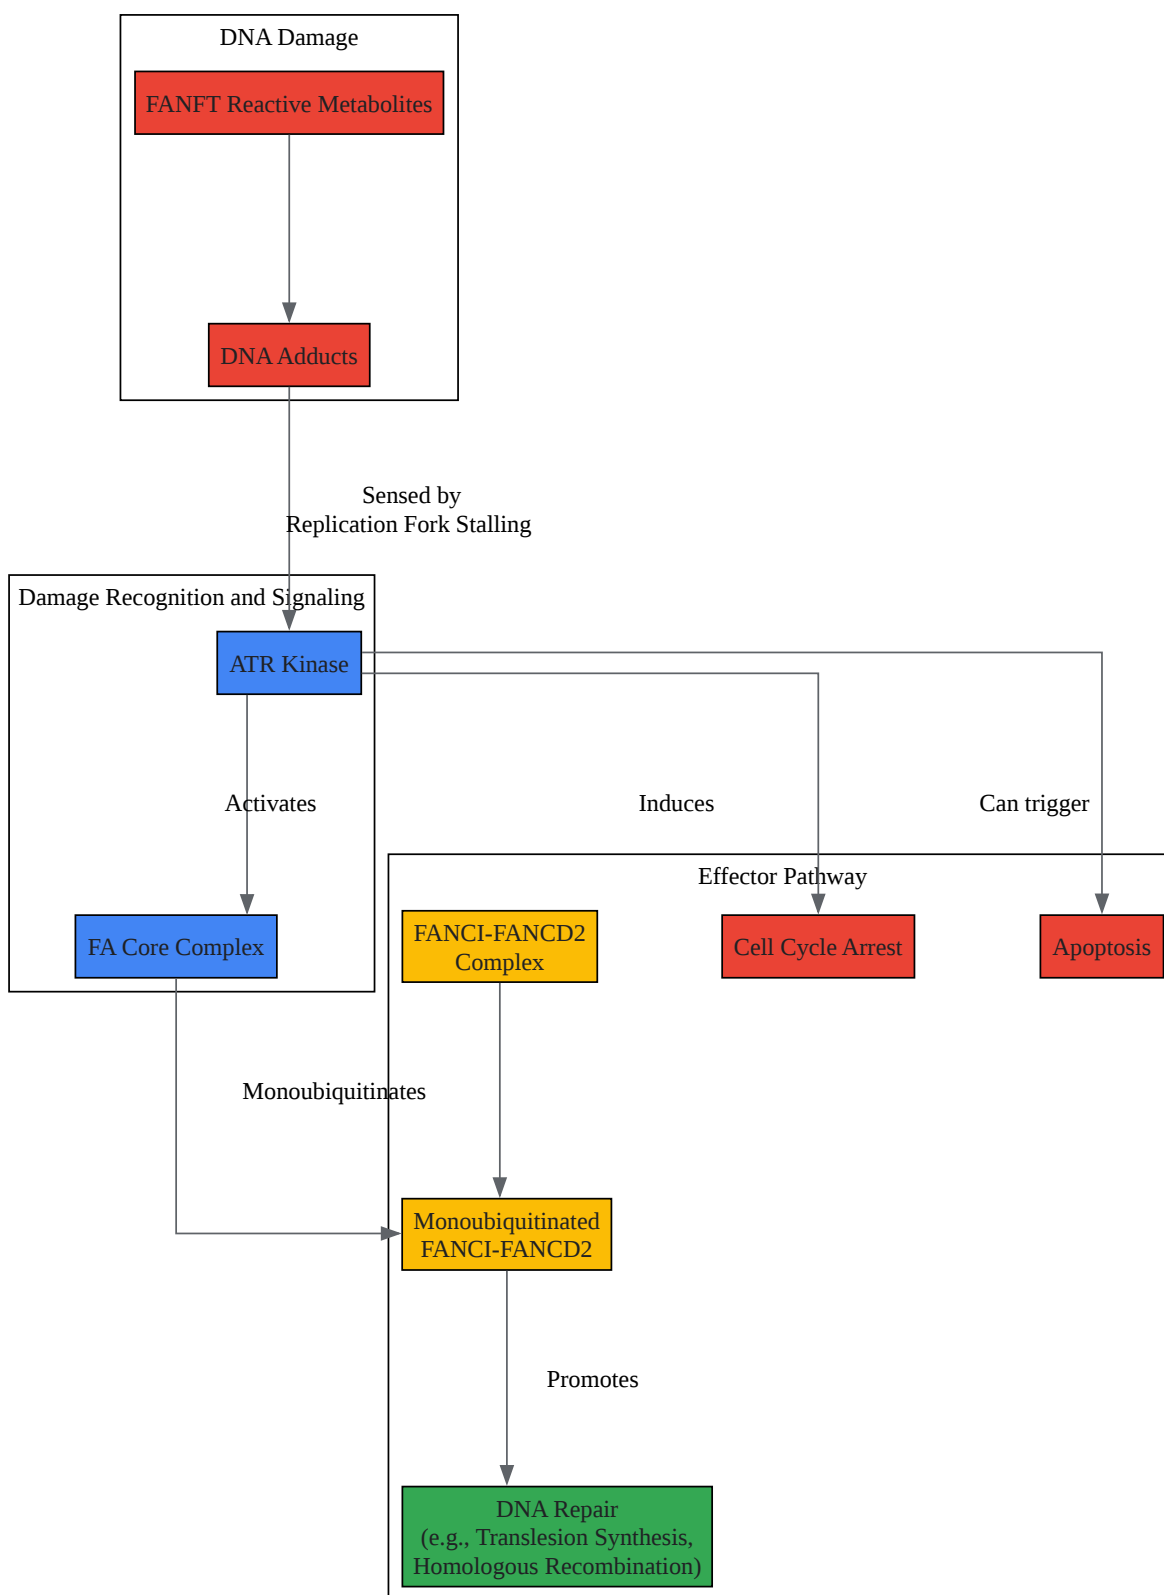 DNA Damage
FANFT Reactive Metabolites
DNA Adducts
Sensed by
Replication Fork Stalling
Damage Recognition and Signaling
ATR Kinase
Activates
Induces
Can trigger
Effector Pathway
FA Core Complex
FANCI-FANCD2
Complex
Cell Cycle Arrest
Apoptosis
Monoubiquitinates
Monoubiquitinated
FANCI-FANCD2
Promotes
DNA Repair
(e.g., Translesion Synthesis,
Homologous Recombination)